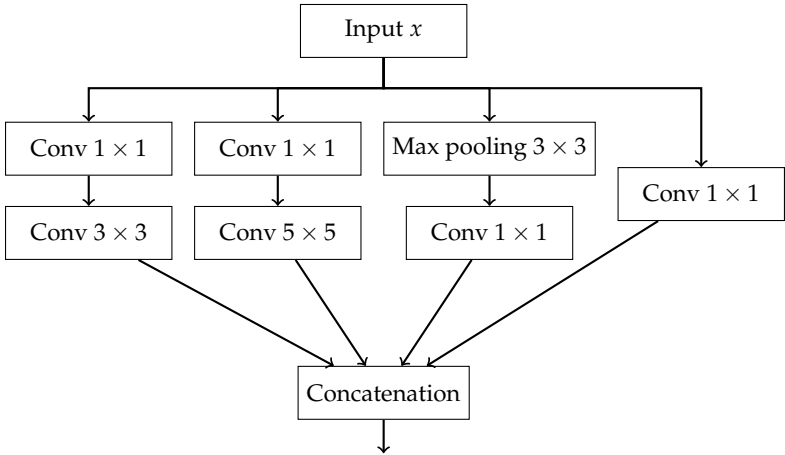 Input x
Conv 1 × 1
Conv 1 × 1
Max pooling 3 × 3
Conv 1 × 1
Conv 3 × 3
Conv 5 × 5
Conv 1 × 1
Concatenation